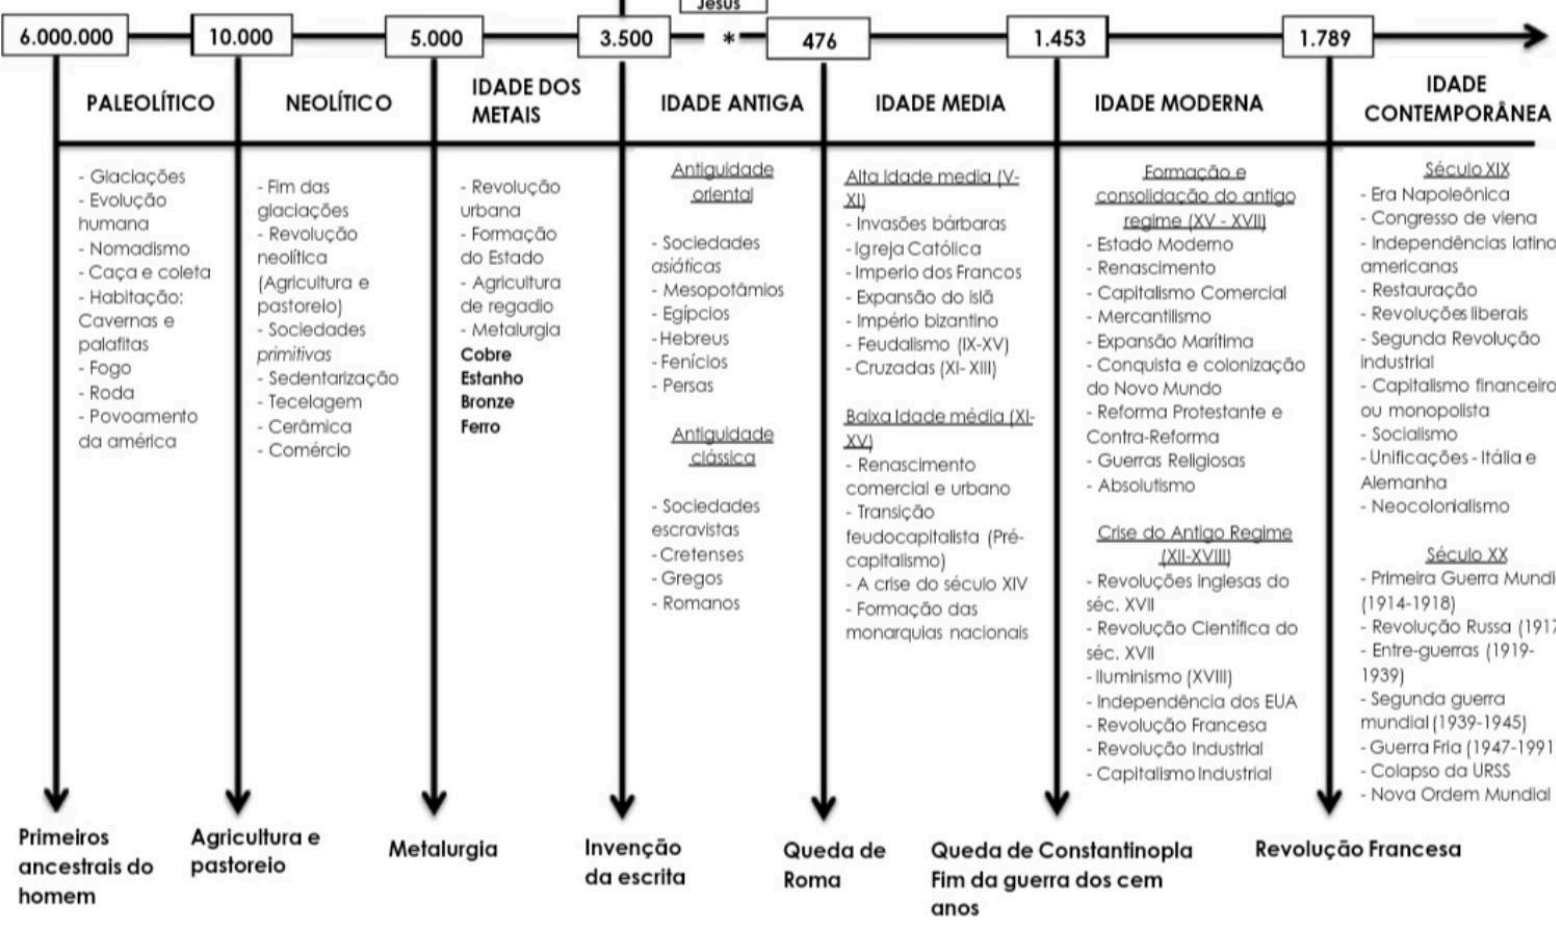 Jesus
6.000.000
10.000
5.000
3.500
*
476
1.453
1.789
PALEOLÍTICO
NEOLÍTICO
IDADE DOS
METAIS
IDADE ANTIGA
IDADE MEDIA
IDADE MODERNA
IDADE
CONTEMPORÂNEA
- Glaciações
- Evolução
humana
- Nomadismo
- Caça e coleta
- Habitação:
Cavernas e
palafitas
- Fogo
- Roda
- Povoamento
da américa
- Fim das
glaciações
- Revolução
neolítica
(Agricultura e
pastoreio)
- Sociedades
primitivas
- Sedentarização
- Tecelagem
- Cerâmica
- Comércio
- Revolução
urbana
- Formação
do Estado
- Agricultura
de regadio
- Metalurgia
Cobre
Estanho
Bronze
Ferro
Antiguidade
oriental
- Sociedades
asiáticas
- Mesopotâmios
- Egípcios
- Hebreus
- Fenícios
- Persas
Antiguidade
clássica
- Sociedades
escravistas
- Cretenses
- Gregos
- Romanos
Alta Idade media (V-
XI)
- Invasões bárbaras
- Igreja Católica
- Imperio dos Francos
- Expansão do islã
- Império bizantino
- Feudalismo (IX-XV)
- Cruzadas (XI- XIII)
Baixa Idade média (XI-
XV)
- Renascimento
comercial e urbano
- Transição
feudocapitalista (Pré-
capitalismo)
- A crise do século XIV
- Formação das
monarquias nacionais
Formação e
consolidação do antigo
regime (XV - XVII)
- Estado Moderno
- Renascimento
- Capitalismo Comercial
- Mercantilismo
- Expansão Marítima
- Conquista e colonização
do Novo Mundo
- Reforma Protestante e
Contra-Reforma
- Guerras Religiosas
- Absolutismo
Crise do Antigo Regime
(XII-XVIII)
- Revoluções inglesas do
séc. XVII
- Revolução Científica do
séc. XVII
- Iluminismo (XVIII)
- Independência dos EUA
- Revolução Francesa
- Revolução Industrial
- Capitalismo Industrial
Século XIX
- Era Napoleônica
- Congresso de viena
- Independências latino
americanas
- Restauração
- Revoluções liberais
- Segunda Revolução
Industrial
- Capitalismo financeiro
ou monopolista
- Socialismo
- Unificações - Itália e
Alemanha
- Neocolonialismo
Século XX
- Primeira Guerra Mundi
(1914-1918)
- Revolução Russa (1917
- Entre-guerras (1919-
1939)
- Segunda guerra
mundial (1939-1945)
- Guerra Fria (1947-1991
- Colapso da URSS
- Nova Ordem Mundial
Primeiros
ancestrais do
homem
Agricultura e
pastoreio
Metalurgia
Invenção
da escrita
Queda de
Roma
Queda de Constantinopla
Fim da guerra dos cem
anos
Revolução Francesa